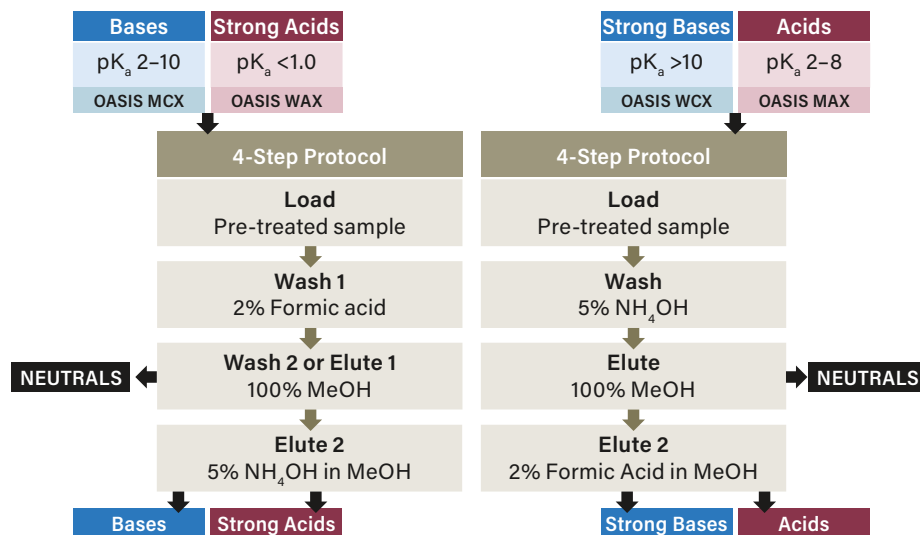 Bases Strong Acids
pKa 2–10 pKa <1.0
OASIS MCX OASIS WAX
4-Step Protocol
Load
Pre-treated sample
Wash 1
2% Formic acid
Wash 2 or Elute 1
100% MeOH
NEUTRALS
Elute 2
5% NH4OH in MeOH
Bases Strong Acids
Strong Bases Acids
pKa >10 pKa 2–8
OASIS WCX OASIS MAX
4-Step Protocol
Load
Pre-treated sample
Wash
5% NH4OH
Elute
100% MeOH
NEUTRALS
Elute 2
2% Formic Acid in MeOH
Strong Bases Acids